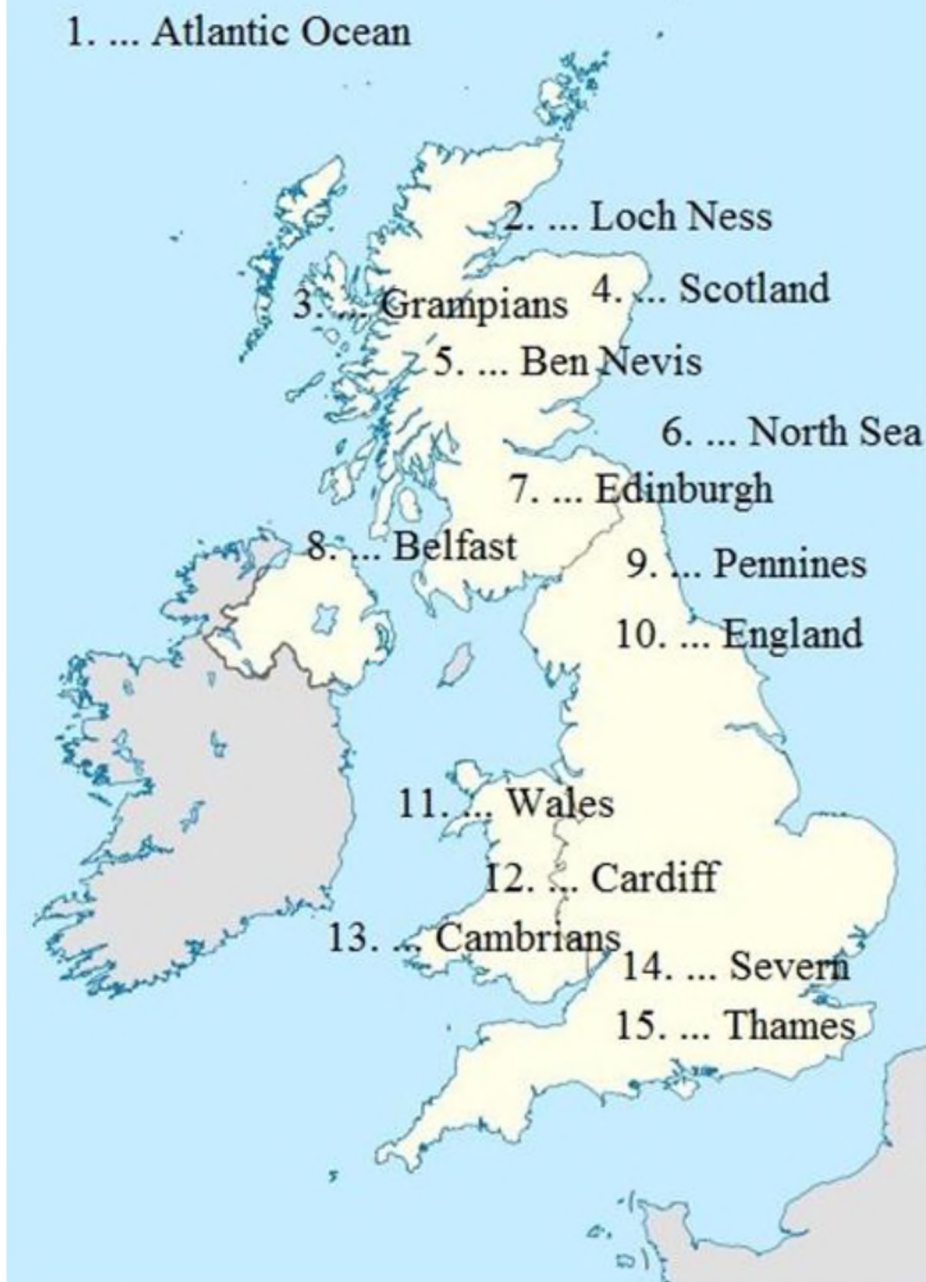 1. ... Atlantic Ocean
2. ... Loch Ness
3. ... Grampians
4. ... Scotland
5. ... Ben Nevis
6. ... North Sea
7. ... Edinburgh
8. ... Belfast
9. ... Pennines
10. ... England
11. ... Wales
12. ... Cardiff
13. ... Cambrians
14. ... Severn
15. ... Thames